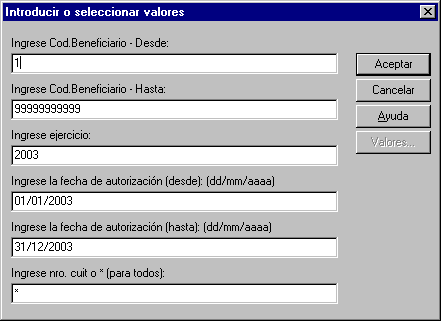 Introducir o seleccionar valores
Ingrese Cod.Beneficiario - Desde:
1
Aceptar
Ingrese Cod.Beneficiario - Hasta:
Cancelar
99999999999
Ayuda
Ingrese ejercicio:
Valores...
2003
Ingrese la fecha de autorización (desde): (dd/mm/aaaa)
01/01/2003
Ingrese la fecha de autorización (hasta): (dd/mm/aaaa)
31/12/2003
Ingrese nro. cuit o * (para todos):
*